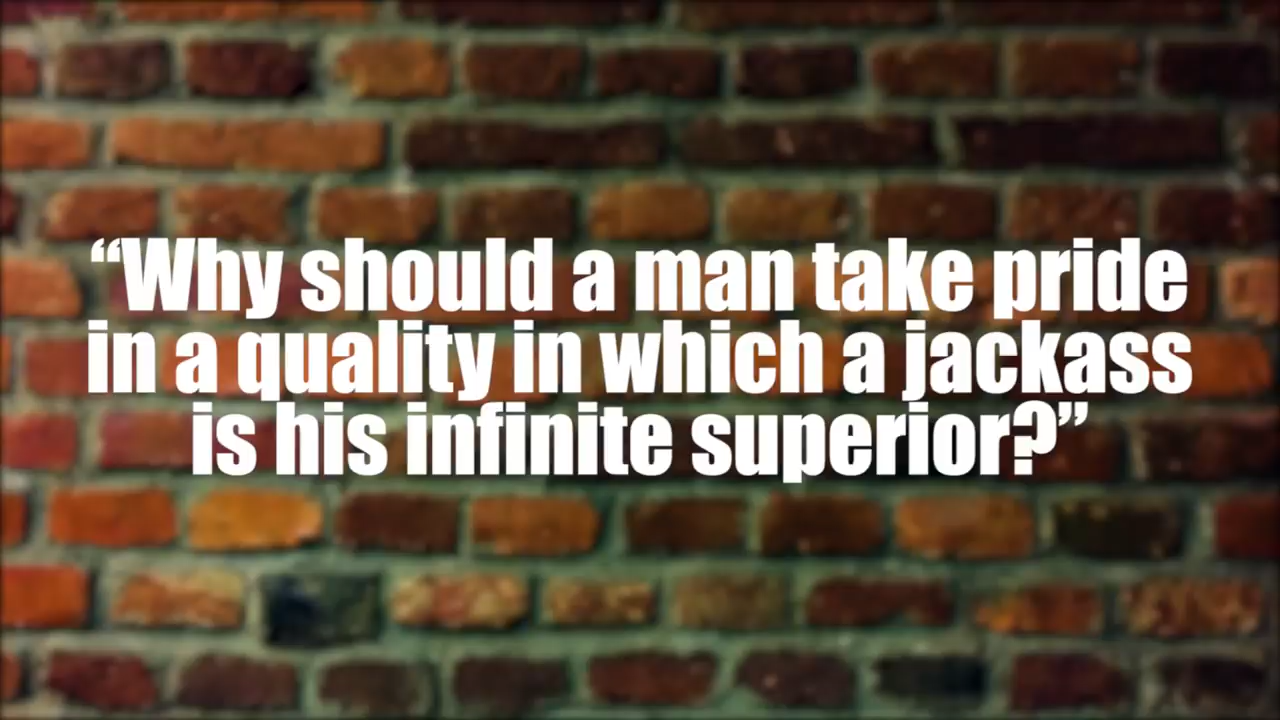 “Why should a man take pride
in a quality in which a jackass
is his infinite superior?”